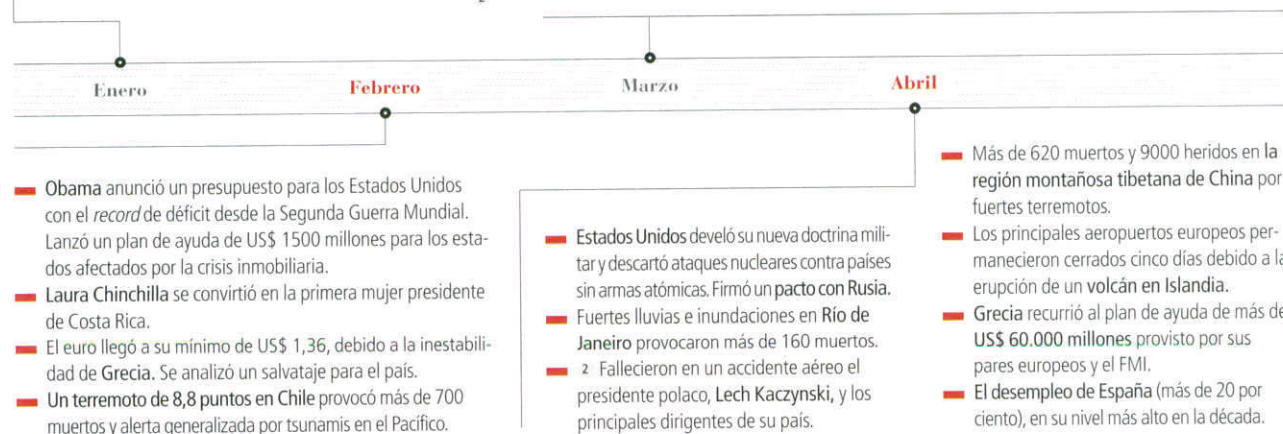 2
Enero
Febrero
Marzo
Abril
Obama anunció un presupuesto para los Estados Unidos
con el record de déficit desde la Segunda Guerra Mundial.
Lanzó un plan de ayuda de US$ 1500 millones para los esta-
dos afectados por la crisis inmobiliaria.
Laura Chinchilla se convirtió en la primera mujer presidente
de Costa Rica.
El euro llegó a su mínimo de US$ 1,36, debido a la inestabili-
dad de Grecia. Se analizó un salvataje para el país.
Un terremoto de 8,8 puntos en Chile provocó más de 700
muertos y alerta generalizada por tsunamis en el Pacífico.
Estados Unidos develó su nueva doctrina mili-
tar y descartó ataques nucleares contra países
sin armas atómicas. Firmó un pacto con Rusia.
Fuertes lluvias e inundaciones en Río de
Janeiro provocaron más de 160 muertos.
2 Fallecieron en un accidente aéreo el
presidente polaco, Lech Kaczynski, y los
principales dirigentes de su país.
Más de 620 muertos y 9000 heridos en la
región montañosa tibetana de China por
fuertes terremotos.
Los principales aeropuertos europeos per-
manecieron cerrados cinco días debido a la
erupción de un volcán en Islandia.
Grecia recurrió al plan de ayuda de más de
US$ 60.000 millones provisto por sus
pares europeos y el FMI.
El desempleo de España (más de 20 por
ciento), en su nivel más alto en la década.